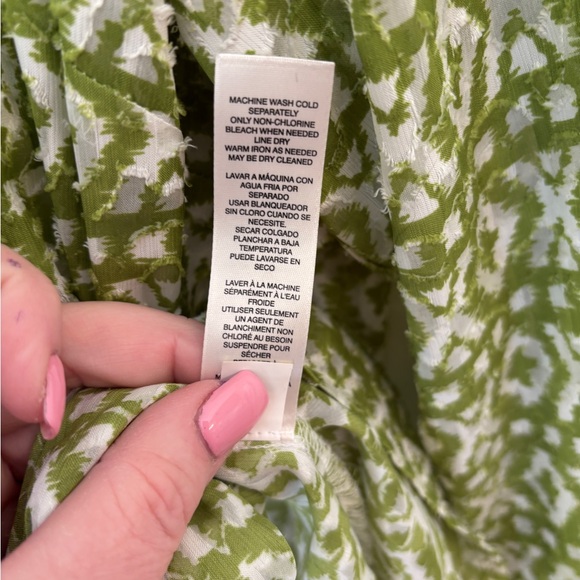 MACHINE WASH COLD
SEPARATELY
ONLY NON-CHLORINE
BLEACH WHEN NEEDED
LINE DRY
WARM IRON AS NEEDED
MAY BE DRY CLEANED
LAVAR A MÁQUINA CON
AGUA FRIA POR
SEPARADO
USAR BLANQUEADOR
SIN CLORO CUANDO SE
NECESITE.
SECAR COLGADO
PLANCHAR A BAJA
TEMPERATURA
PUEDE LAVARSE EN
SECO
LAVER À LA MACHINE
SÉPARÉMENT À L'EAU
FROIDE
UTILISER SEULEMENT
UN AGENT DE
BLANCHIMENT NON
CHLORÉ AU BESOIN
SUSPENDRE POUR
SÉCHER